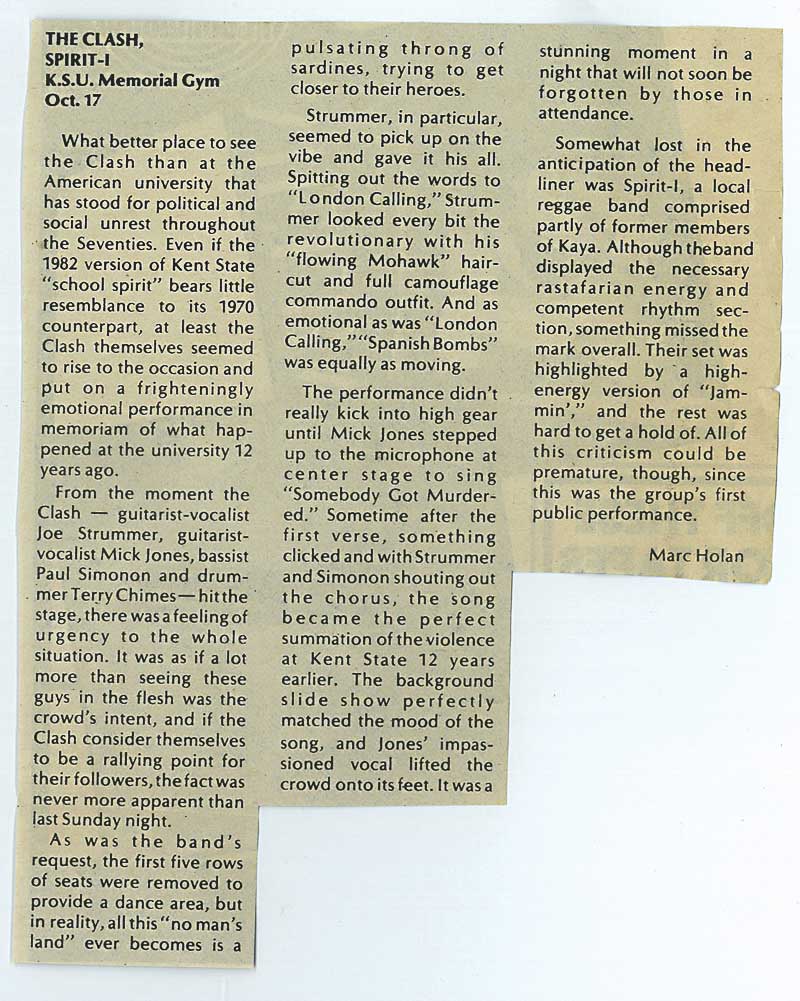 THE CLASH,
SPIRIT-I
K.S.U. Memorial Gym
Oct. 17
What better place to see
the Clash than at the
American university that
has stood for political and
social unrest throughout
the Seventies. Even if the
1982 version of Kent State
“school spirit” bears little
resemblance to its 1970
counterpart, at least the
Clash themselves seemed
to rise to the occasion and
put on a frighteningly
emotional performance in
memoriam of what hap-
pened at the university 12
years ago.
From the moment the
Clash — guitarist-vocalist
Joe Strummer, guitarist-
vocalist Mick Jones, bassist
Paul Simonon and drum-
mer Terry Chimes — hit the
stage, there was a feeling of
urgency to the whole
situation. It was as if a lot
more than seeing these
guys in the flesh was the
crowd’s intent, and if the
Clash consider themselves
to be a rallying point for
their followers, the fact was
never more apparent than
last Sunday night.
As was the band’s
request, the first five rows
of seats were removed to
provide a dance area, but
in reality, all this “no man’s
land” ever becomes is a
pulsating throng of
sardines, trying to get
closer to their heroes.
Strummer, in particular,
seemed to pick up on the
vibe and gave it his all.
Spitting out the words to
“London Calling,” Strum-
mer looked every bit the
revolutionary with his
“flowing Mohawk” hair-
cut and full camouflage
commando outfit. And as
emotional as was “London
Calling,” “Spanish Bombs”
was equally as moving.
The performance didn’t
really kick into high gear
until Mick Jones stepped
up to the microphone at
center stage to sing
“Somebody Got Murder-
ed.” Sometime after the
first verse, something
clicked and with Strummer
and Simonon shouting out
the chorus, the song
became the perfect
summation of the violence
at Kent State 12 years
earlier. The background
slide show perfectly
matched the mood of the
song, and Jones’ impas-
sioned vocal lifted the
crowd onto its feet. It was a
stunning moment in a
night that will not soon be
forgotten by those in
attendance.
Somewhat lost in the
anticipation of the head-
liner was Spirit-I, a local
reggae band comprised
partly of former members
of Kaya. Although theband
displayed the necessary
rastafarian energy and
competent rhythm sec-
tion, something missed the
mark overall. Their set was
highlighted by a high-
energy version of “Jam-
min’,” and the rest was
hard to get a hold of. All of
this criticism could be
premature, though, since
this was the group’s first
public performance.
Marc Holan